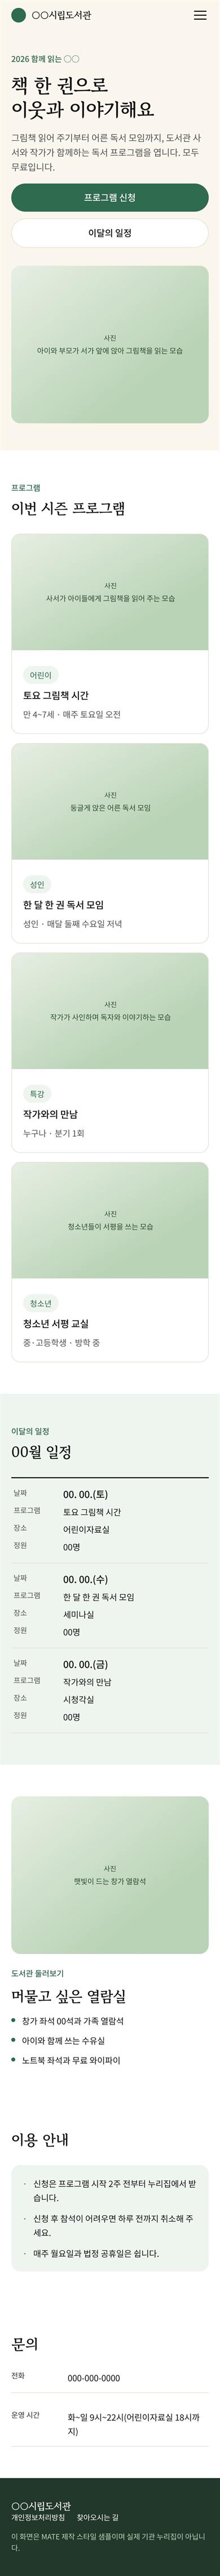 ○○시립도서관
2026 함께 읽는 ○○
책 한 권으로
이웃과 이야기해요
그림책 읽어 주기부터 어른 독서 모임까지, 도서관 사
서와 작가가 함께하는 독서 프로그램을 엽니다. 모두
무료입니다.
프로그램 신청
이달의 일정
사진
아이와 부모가 서가 앞에 앉아 그림책을 읽는 모습
프로그램
이번 시즌 프로그램
사진
사서가 아이들에게 그림책을 읽어 주는 모습
어린이
토요 그림책 시간
만 4~7세 · 매주 토요일 오전
사진
둥글게 앉은 어른 독서 모임
성인
한 달 한 권 독서 모임
성인 · 매달 둘째 수요일 저녁
사진
작가가 사인하며 독자와 이야기하는 모습
특강
작가와의 만남
누구나 · 분기 1회
사진
청소년들이 서평을 쓰는 모습
청소년
청소년 서평 교실
중·고등학생 · 방학 중
이달의 일정
00월 일정
날짜 00. 00.(토)
프로그램 토요 그림책 시간
장소 어린이자료실
정원 00명
날짜 00. 00.(수)
프로그램 한 달 한 권 독서 모임
장소 세미나실
정원 00명
날짜 00. 00.(금)
프로그램 작가와의 만남
장소 시청각실
정원 00명
사진
햇빛이 드는 창가 열람석
도서관 둘러보기
머물고 싶은 열람실
창가 좌석 00석과 가족 열람석
아이와 함께 쓰는 수유실
노트북 좌석과 무료 와이파이
이용 안내
· 신청은 프로그램 시작 2주 전부터 누리집에서 받
습니다.
· 신청 후 참석이 어려우면 하루 전까지 취소해 주
세요.
· 매주 월요일과 법정 공휴일은 쉽니다.
문의
전화 000-000-0000
운영 시간 화~일 9시~22시(어린이자료실 18시까
지)
○○시립도서관
개인정보처리방침 찾아오시는 길
이 화면은 MATE 제작 스타일 샘플이며 실제 기관 누리집이 아닙니
다.